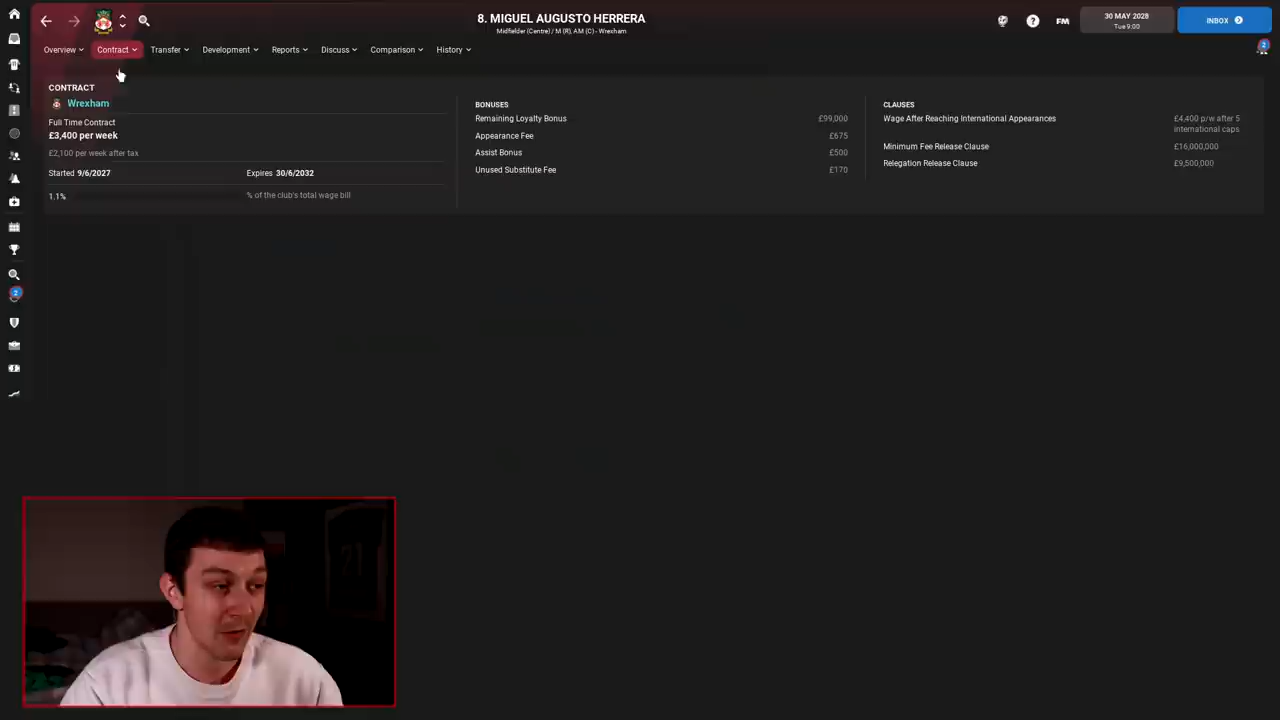 8. MIGUEL AUGUSTO HERRERA
Midfielder (Centre) / M (R), AM (C) - Wrexham
FM
30 MAY 2028
Tue 9:00
INBOX
Overview
Contract
Transfer
Development
Reports
Discuss
Comparison
History
2
CONTRACT
Wrexham
Full Time Contract
£3,400 per week
£2,100 per week after tax
Started 9/6/2027
Expires 30/6/2032
1.1%
% of the club's total wage bill
BONUSES
Remaining Loyalty Bonus
£99,000
Appearance Fee
£675
Assist Bonus
£500
Unused Substitute Fee
£170
CLAUSES
Wage After Reaching International Appearances
£4,400 p/w after 5
international caps
Minimum Fee Release Clause
£16,000,000
Relegation Release Clause
£9,500,000
2